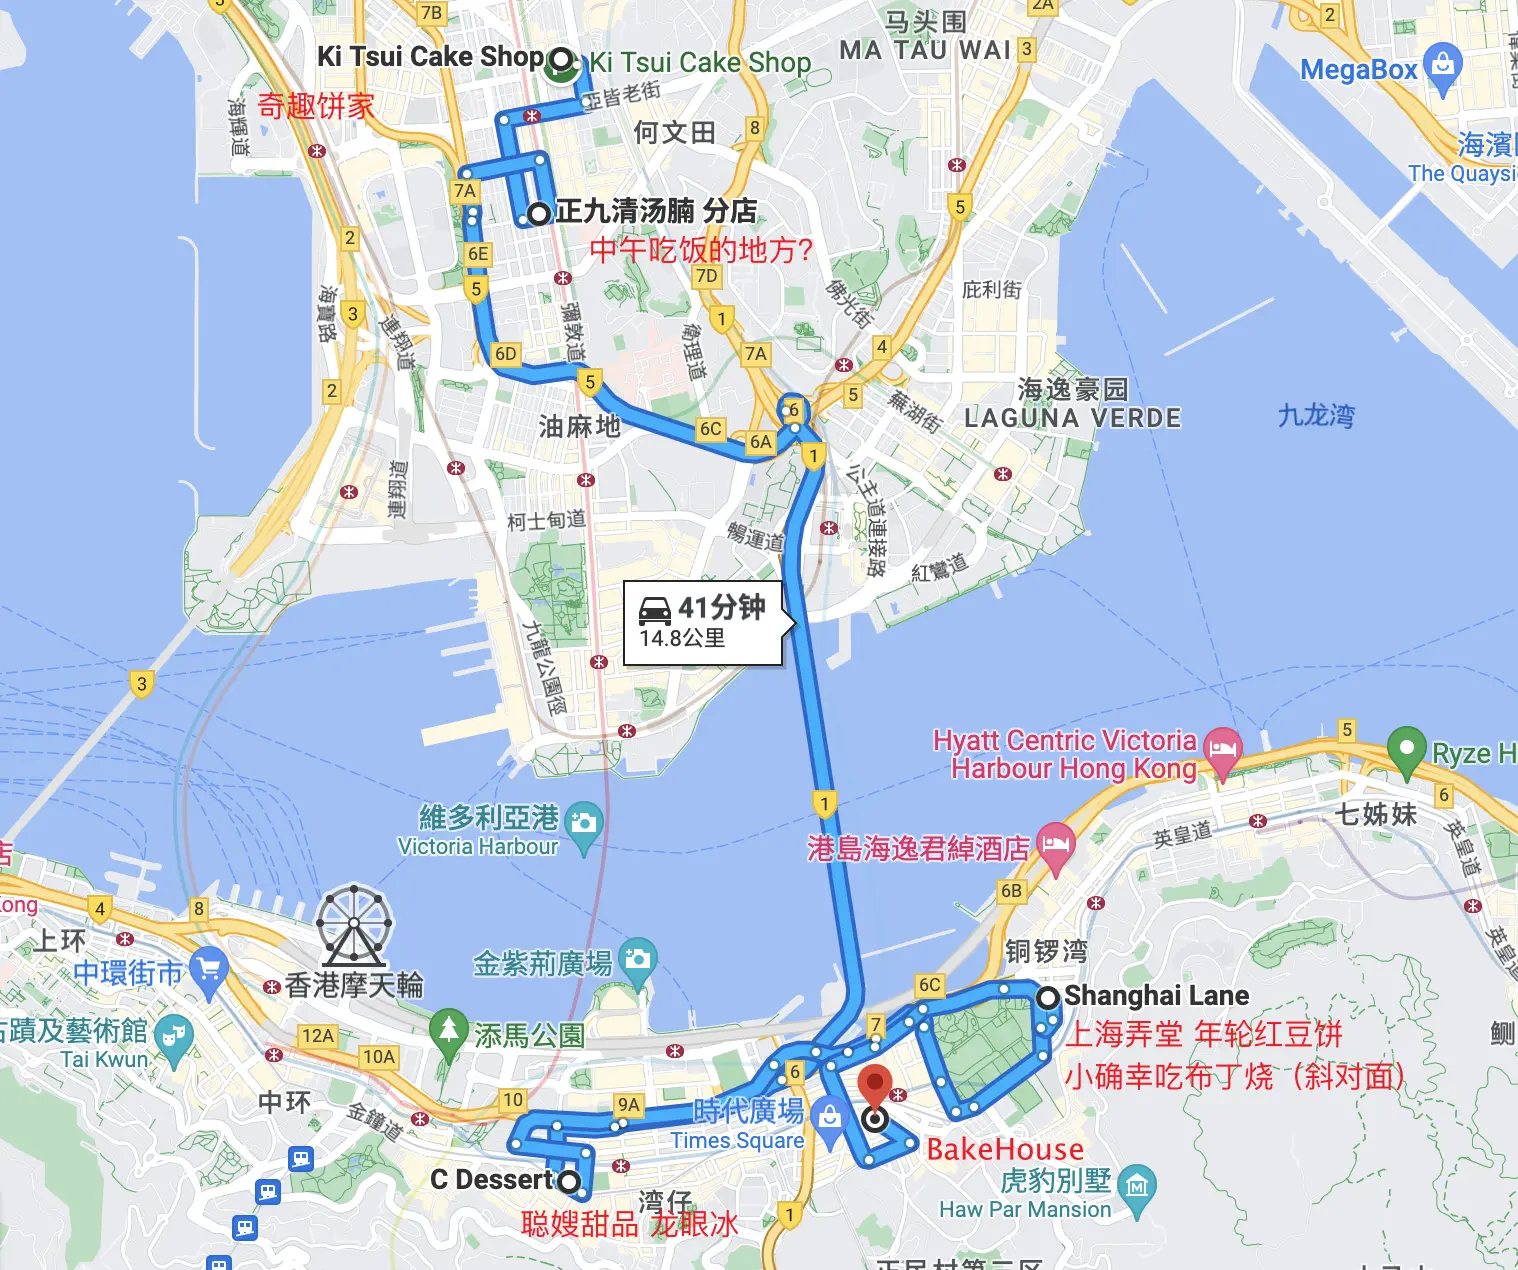 5
7B
2
2A
马头围
MA TAU WAI
3
Ki Tsui Cake Shop
Ki Tsui Cake Shop
MegaBox
奇趣饼家
亞皆老街
海輝道
何文田
8
海濱
The Quaysi
7A
正九清汤腩 分店
5
2
6E
中午吃饭的地方?
7D
5
庇利街
佛光街
海寶路
3
連翔道
彌敦道
1
衛理道
4
6D
7A
5
2
6
5
海逸豪园
LAGUNA VERDE
蕪湖街
九龙湾
油麻地
6C
6A
1
連翔道
公主道連接路
柯士甸道
暢運道
紅鸞道
41分钟
14.8公里
九龍公園徑
3
Hyatt Centric Victoria
Harbour Hong Kong
5
Ryze H
6
1
維多利亞港
Victoria Harbour
七姊妹
英皇道
英皇道
港島海逸君綽酒店
店
ong
6B
4
8
上环
中環街市
香港摩天輪
金紫荊廣場
铜锣湾
英皇道
6C
Shanghai Lane
古蹟及藝術館
Tai Kwun
12A
10A
添馬公園
7
上海弄堂 年轮红豆饼
小确幸吃布丁烧（斜对面）
6
中环
金鐘道
10
9A
時代廣場
Times Square
BakeHouse
C Dessert
湾仔
虎豹別墅
Haw Par Mansion
聪嫂甜品 龙眼冰
1